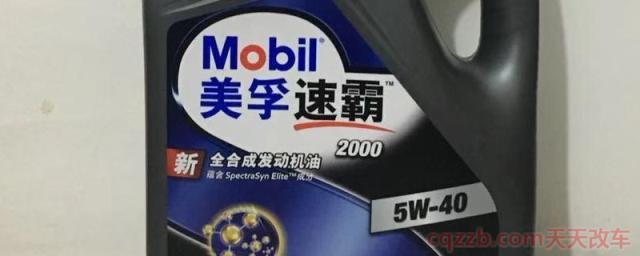 Mobil
美孚速霸™
2000
新 全合成发动机油
蕴含 SpectraSyn Elite™成分
5W-40
cqzzb.com天天改车